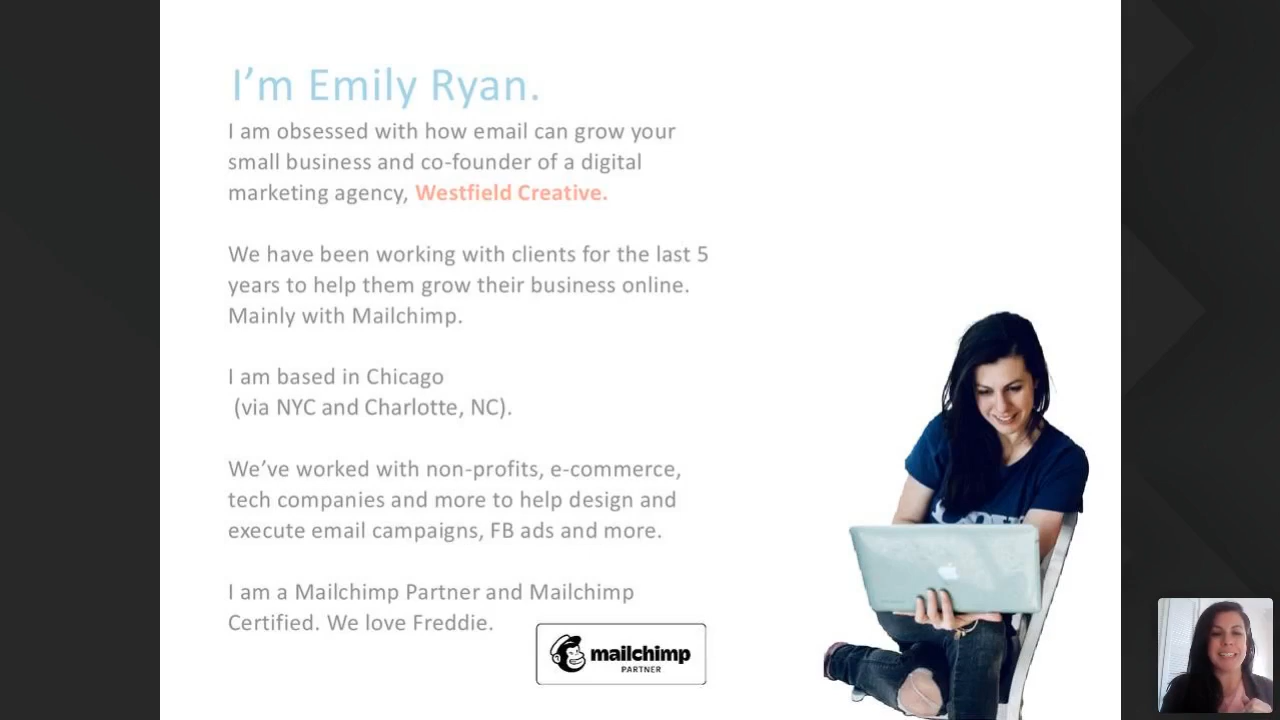 I'm Emily Ryan.
I am obsessed with how email can grow your
small business and co-founder of a digital
marketing agency, Westfield Creative.
We have been working with clients for the last 5
years to help them grow their business online.
Mainly with Mailchimp.
I am based in Chicago
(via NYC and Charlotte, NC).
We've worked with non-profits, e-commerce,
tech companies and more to help design and
execute email campaigns, FB ads and more.
I am a Mailchimp Partner and Mailchimp
Certified. We love Freddie.
mailchimp
PARTNER